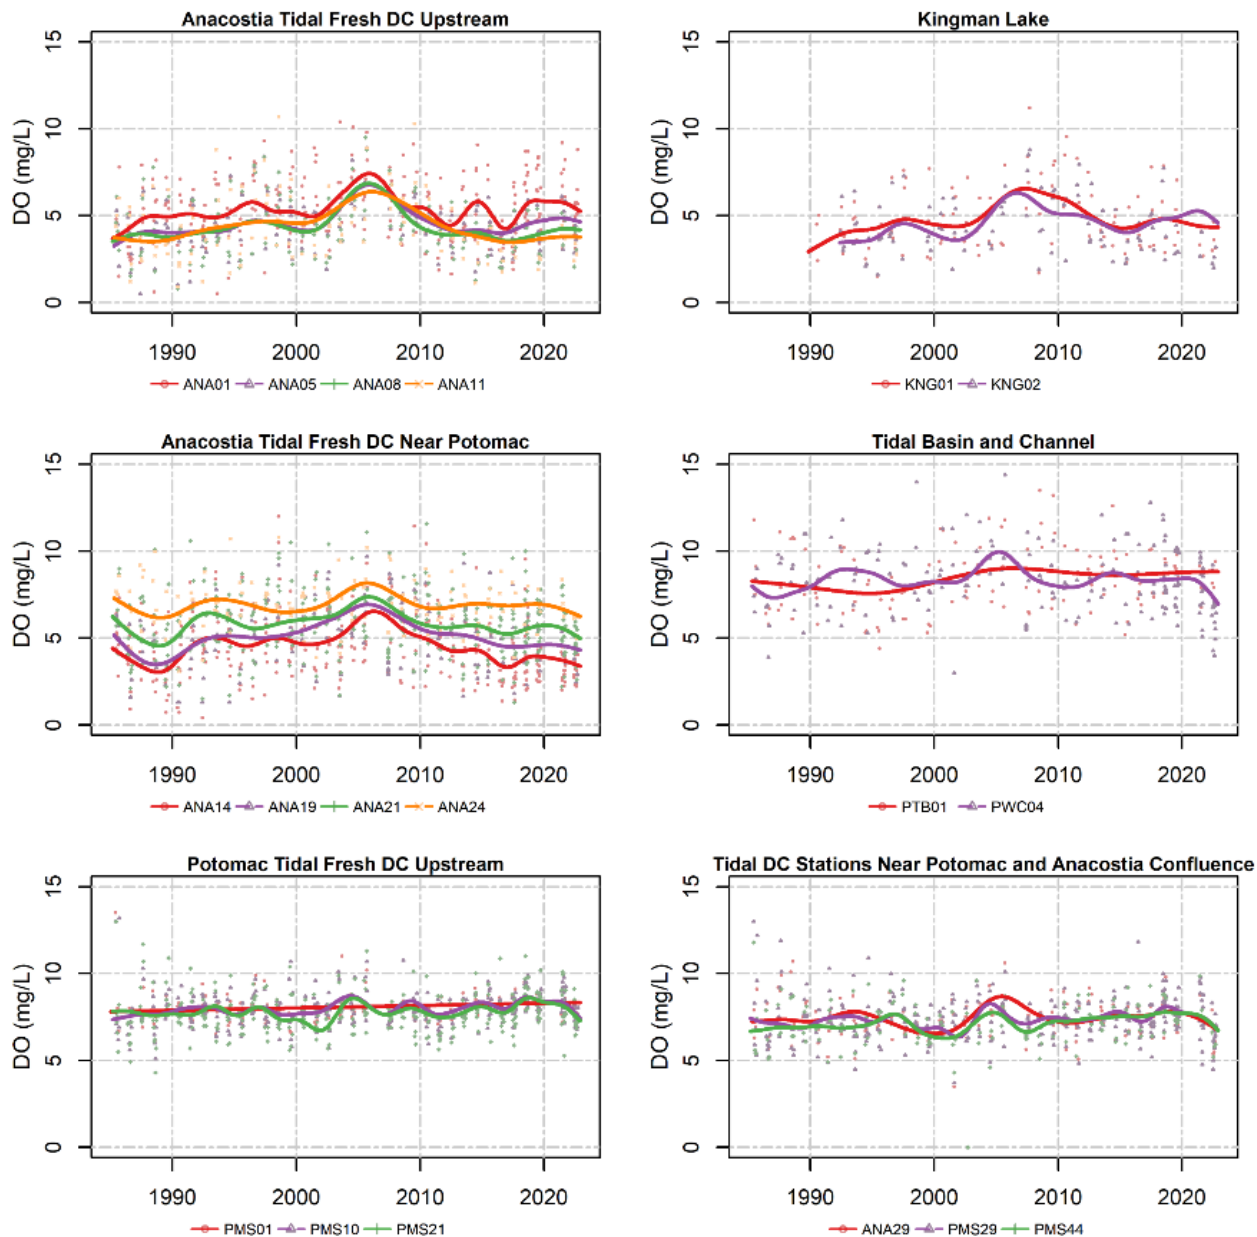 Anacostia Tidal Fresh DC Upstream
DO (mg/L)
15
10
5
0
1990 2000 2010 2020
ANA01 ANA05 ANA08 ANA11
Kingman Lake
DO (mg/L)
15
10
5
0
1990 2000 2010 2020
KNG01 KNG02
Anacostia Tidal Fresh DC Near Potomac
DO (mg/L)
15
10
5
0
1990 2000 2010 2020
ANA14 ANA19 ANA21 ANA24
Tidal Basin and Channel
DO (mg/L)
15
10
5
0
1990 2000 2010 2020
PTB01 PWC04
Potomac Tidal Fresh DC Upstream
DO (mg/L)
15
10
5
0
1990 2000 2010 2020
PMS01 PMS10 PMS21
Tidal DC Stations Near Potomac and Anacostia Confluence
DO (mg/L)
15
10
5
0
1990 2000 2010 2020
ANA29 PMS29 PMS44